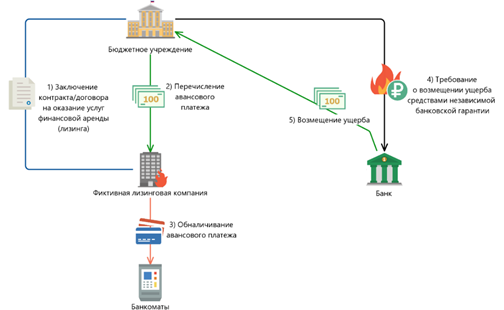 Бюджетное учреждение
1) Заключение
контракта/договора
на оказание услуг
финансовой аренды
(лизинга)
2) Перечисление
авансового
платежа
100
100
5) Возмещение ущерба
4) Требование
о возмещении ущерба
средствами независимой
банковской гарантии
Фиктивная лизинговая компания
Банк
3) Обналичивание
авансового платежа
Банкоматы